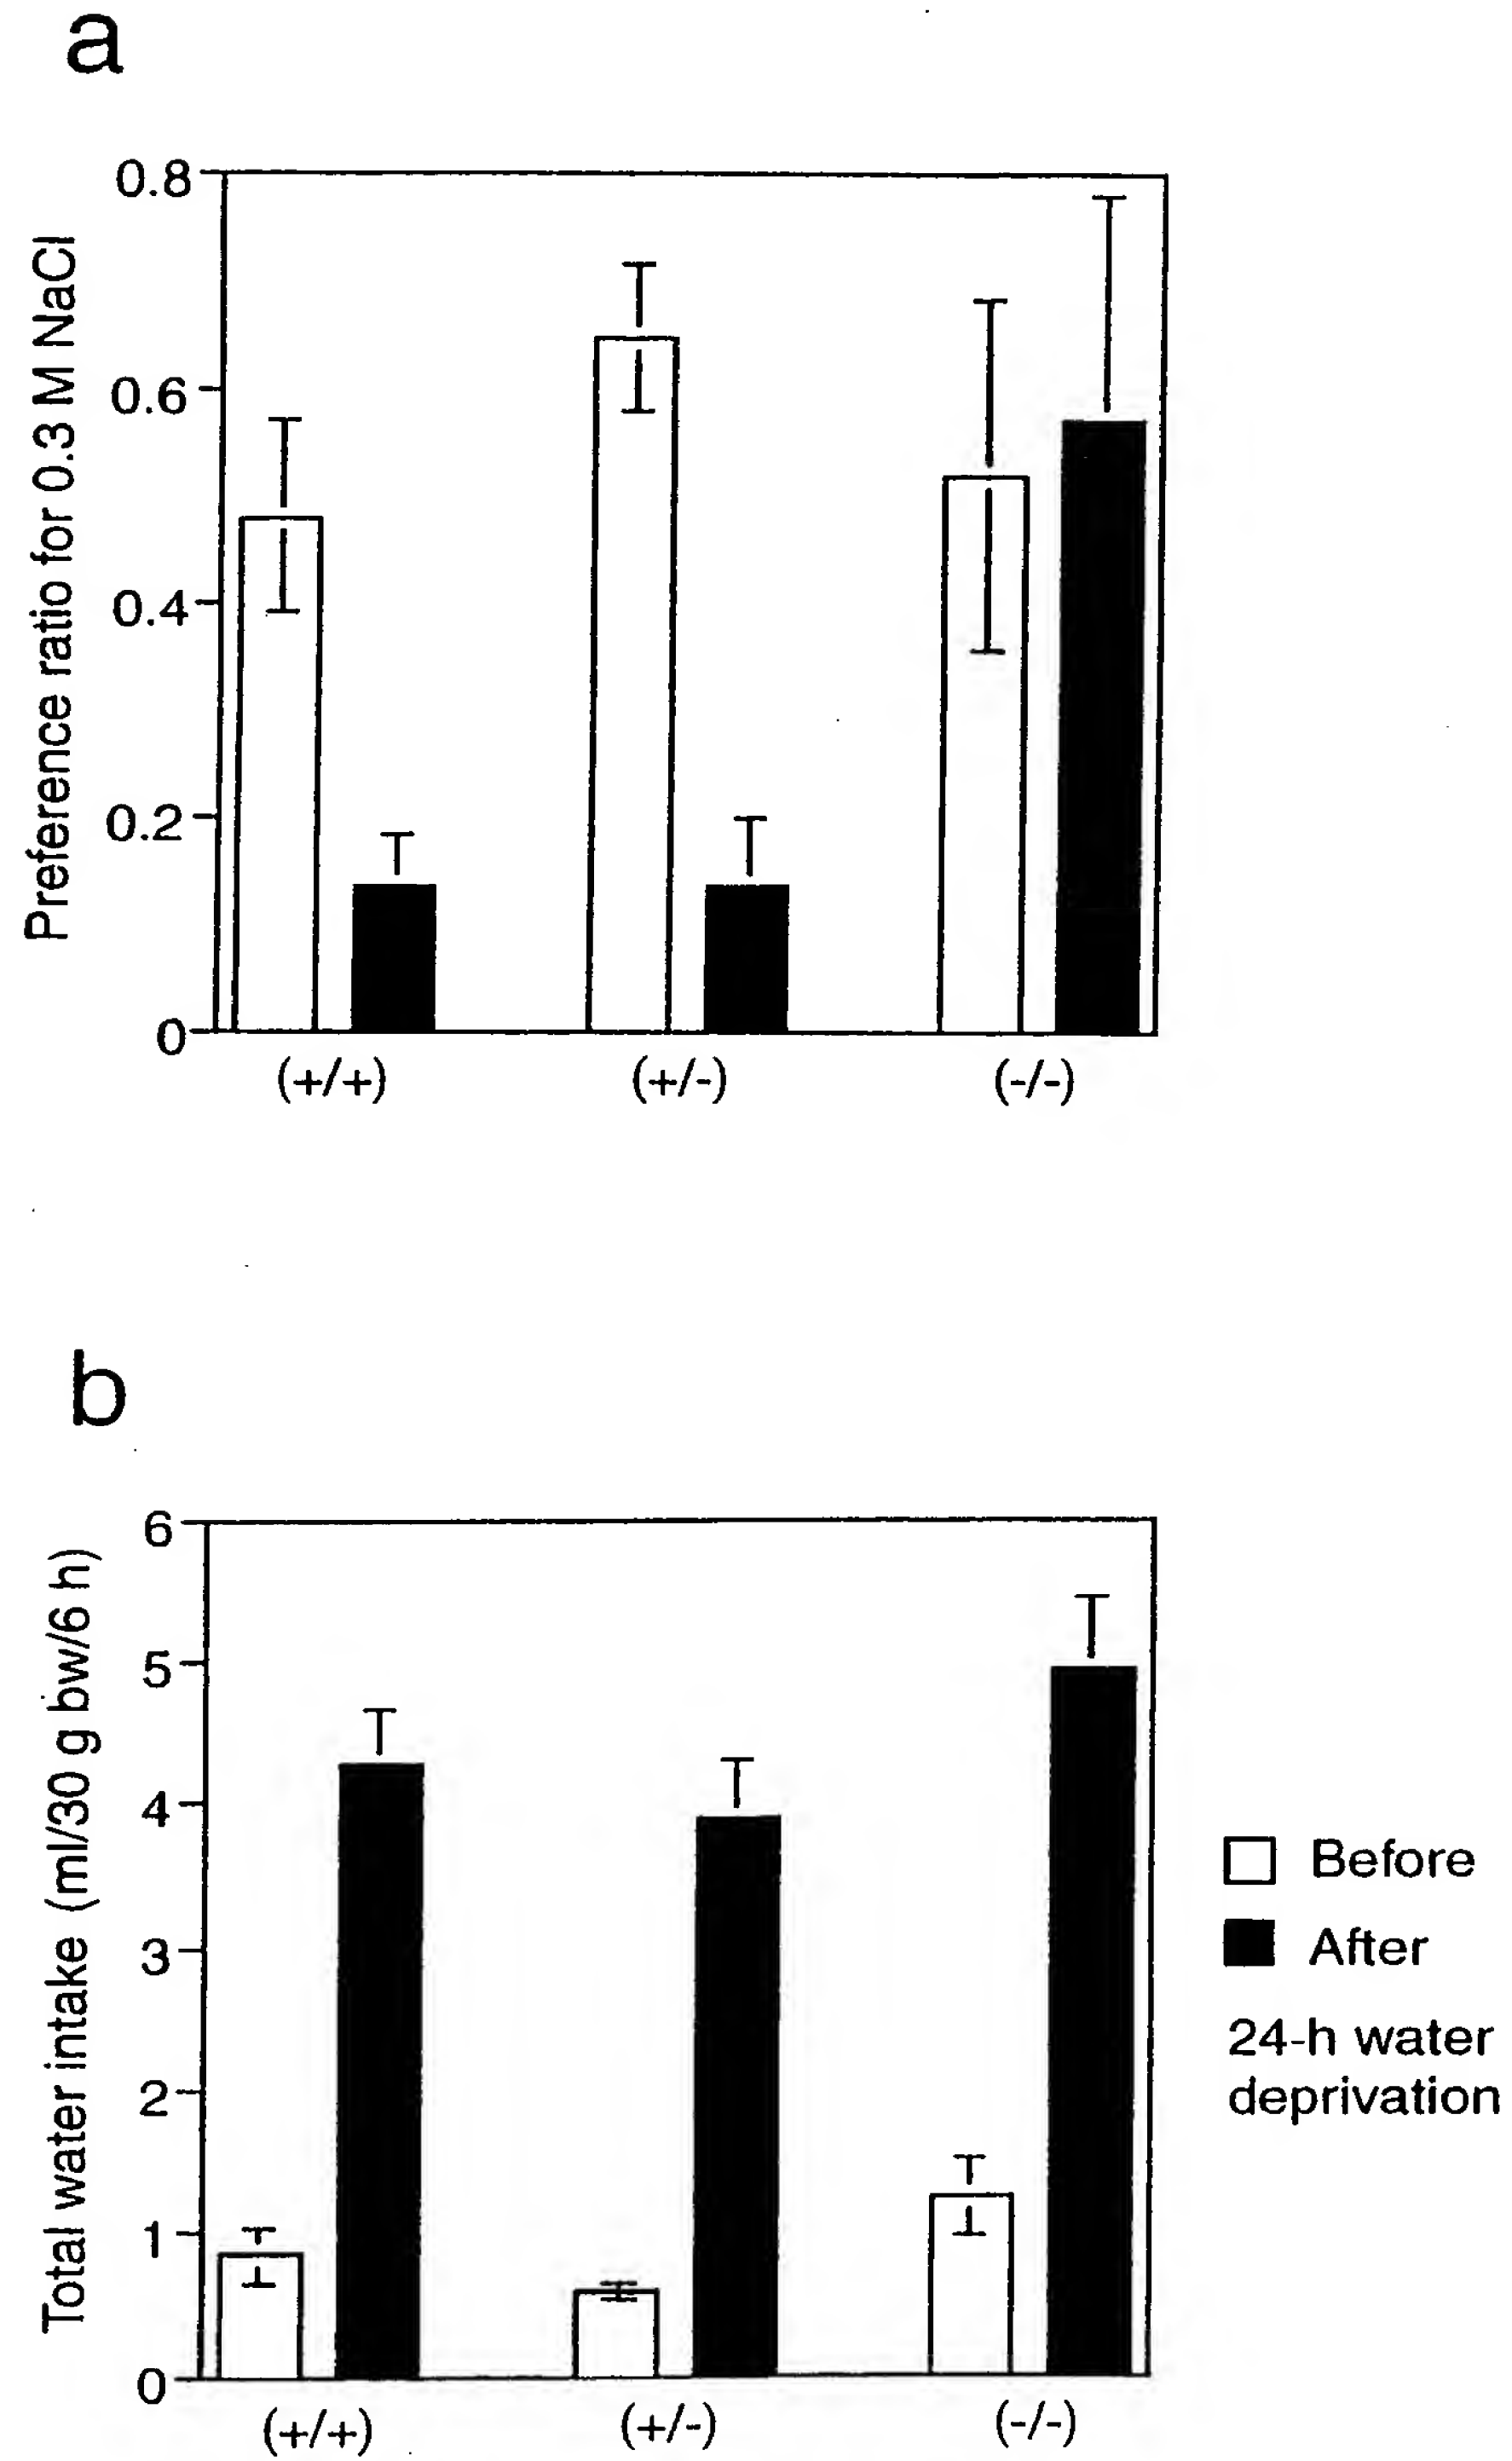 a
Preference ratio for 0.3 M NaCl
0.8
0.6
0.4
0.2
0
(+/+) (+/-) (-/-)
b
Total water intake (ml/30 g bw/6 h)
6
5
4
3
2
1
0
(+/+) (+/-) (-/-)
Before
After
24-h water
deprivation